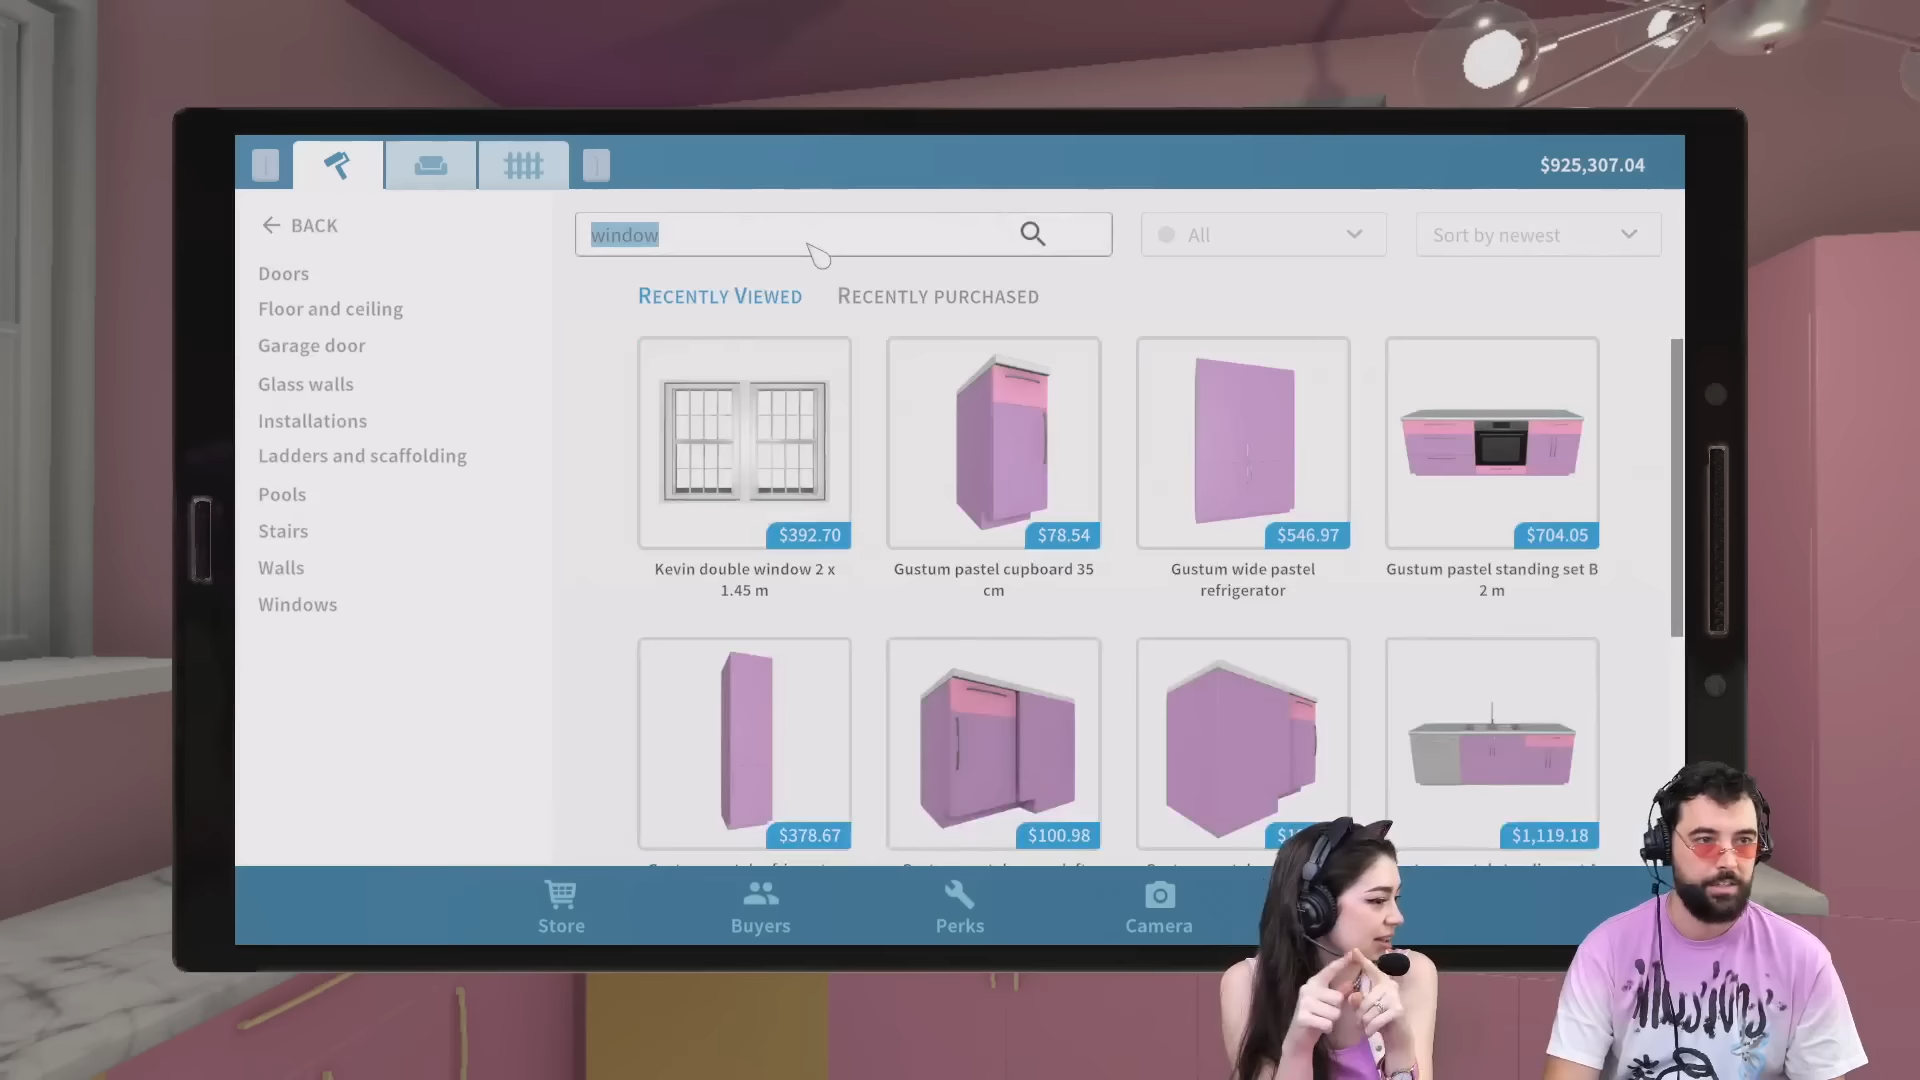 $925,307.04
BACK
window
All
Sort by newest
Doors
Floor and ceiling
Garage door
Glass walls
Installations
Ladders and scaffolding
Pools
Stairs
Walls
Windows
RECENTLY VIEWED
RECENTLY PURCHASED
$392.70
$78.54
$546.97
$704.05
Kevin double window 2 x
1.45 m
Gustum pastel cupboard 35
cm
Gustum wide pastel
refrigerator
Gustum pastel standing set B
2 m
$378.67
$100.98
$1,119.18
Store
Buyers
Perks
Camera
illusions